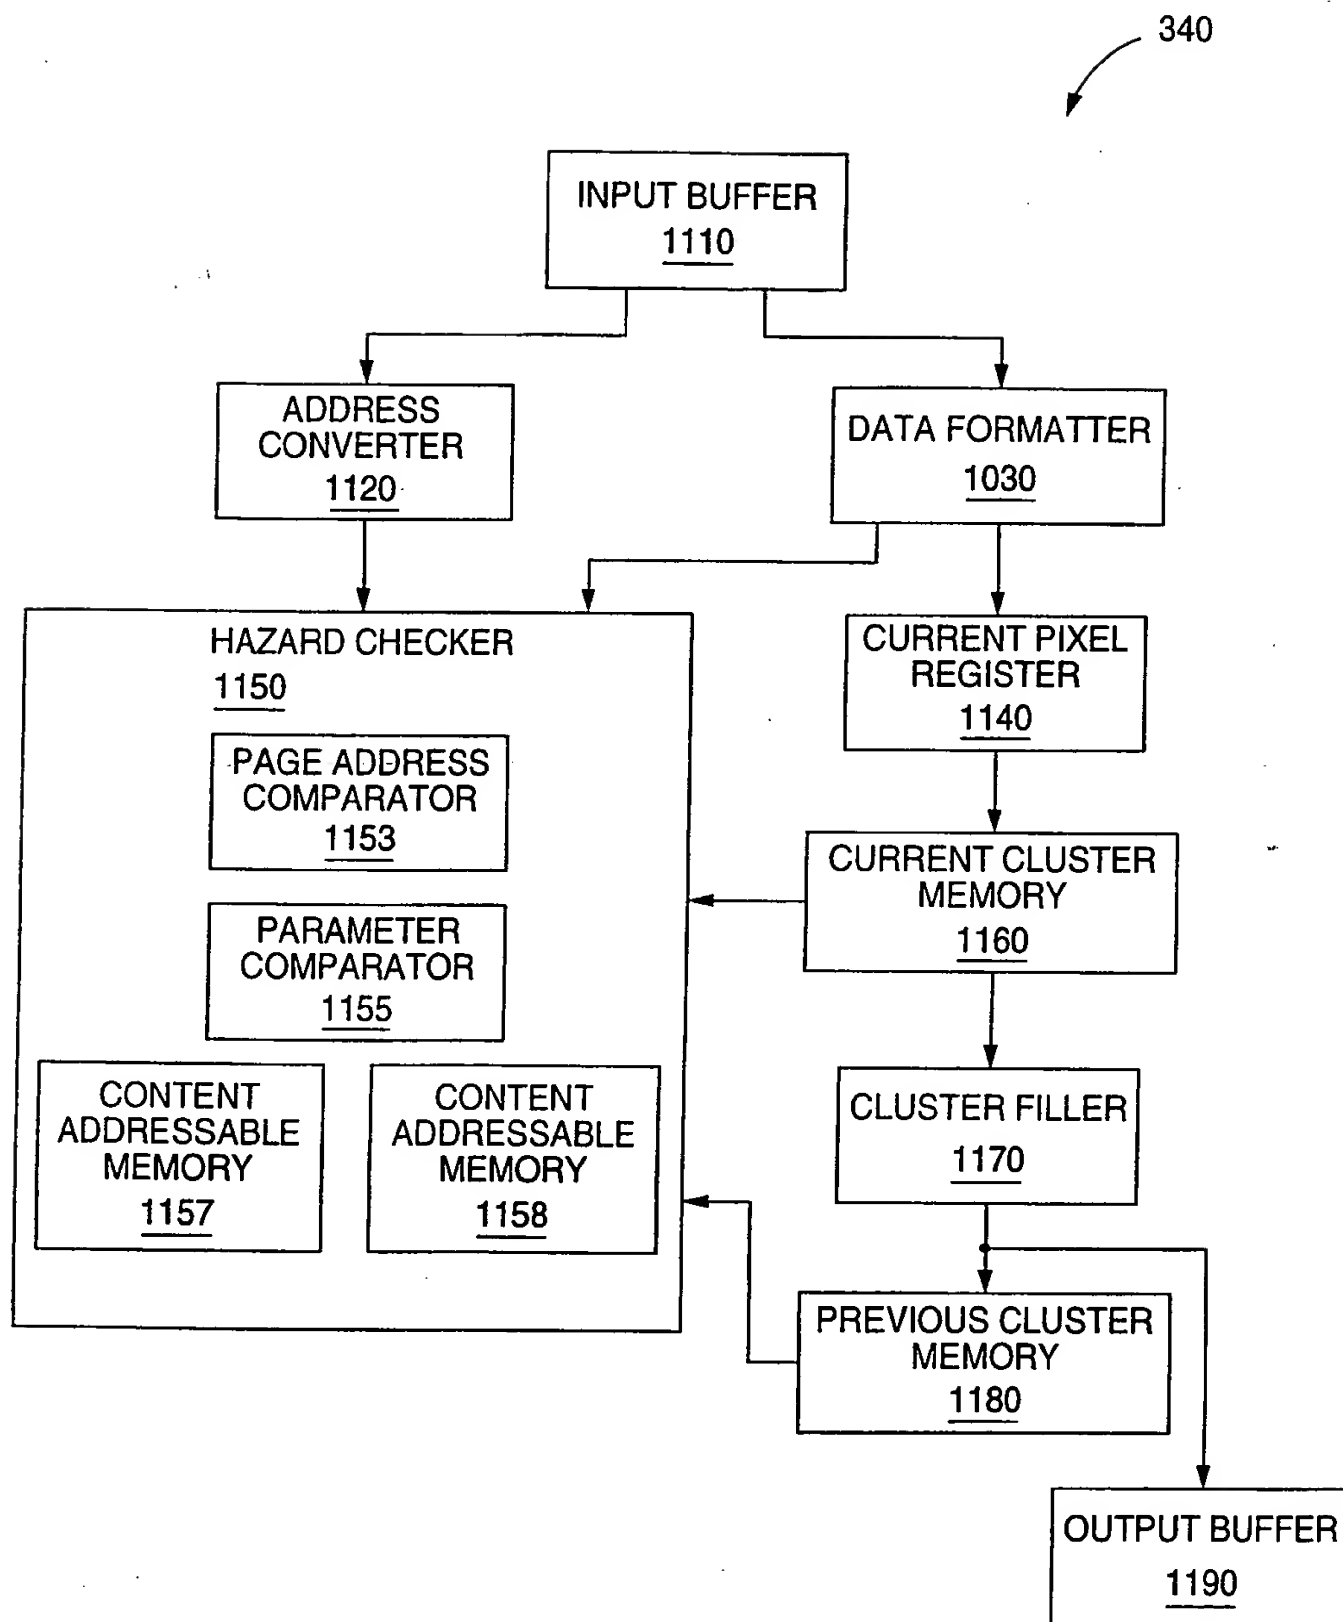 340
INPUT BUFFER
1110
ADDRESS
CONVERTER
1120
DATA FORMATTER
1030
HAZARD CHECKER
1150
PAGE ADDRESS
COMPARATOR
1153
PARAMETER
COMPARATOR
1155
CONTENT
ADDRESSABLE
MEMORY
1157
CONTENT
ADDRESSABLE
MEMORY
1158
CURRENT PIXEL
REGISTER
1140
CURRENT CLUSTER
MEMORY
1160
CLUSTER FILLER
1170
PREVIOUS CLUSTER
MEMORY
1180
OUTPUT BUFFER
1190